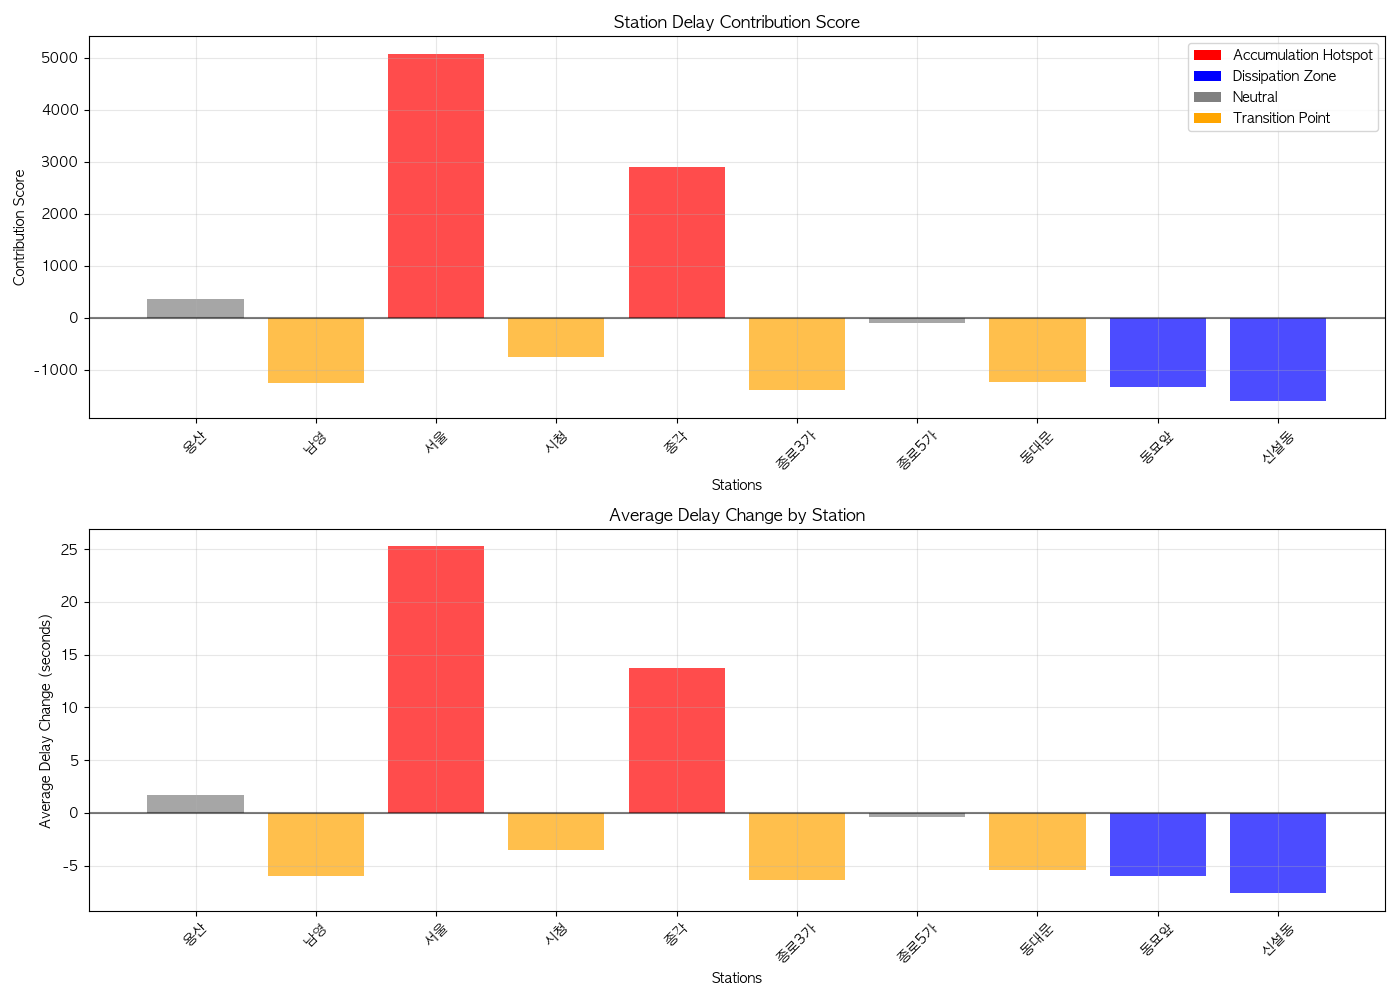 Station Delay Contribution Score
Contribution Score
5000
4000
3000
2000
1000
0
-1000
Accumulation Hotspot
Dissipation Zone
Neutral
Transition Point
용산
남영
서울
시청
종각
종로3가
종로5가
동대문
동묘앞
신설동
Stations
Average Delay Change by Station
Average Delay Change (seconds)
25
20
15
10
5
0
-5
용산
남영
서울
시청
종각
종로3가
종로5가
동대문
동묘앞
신설동
Stations